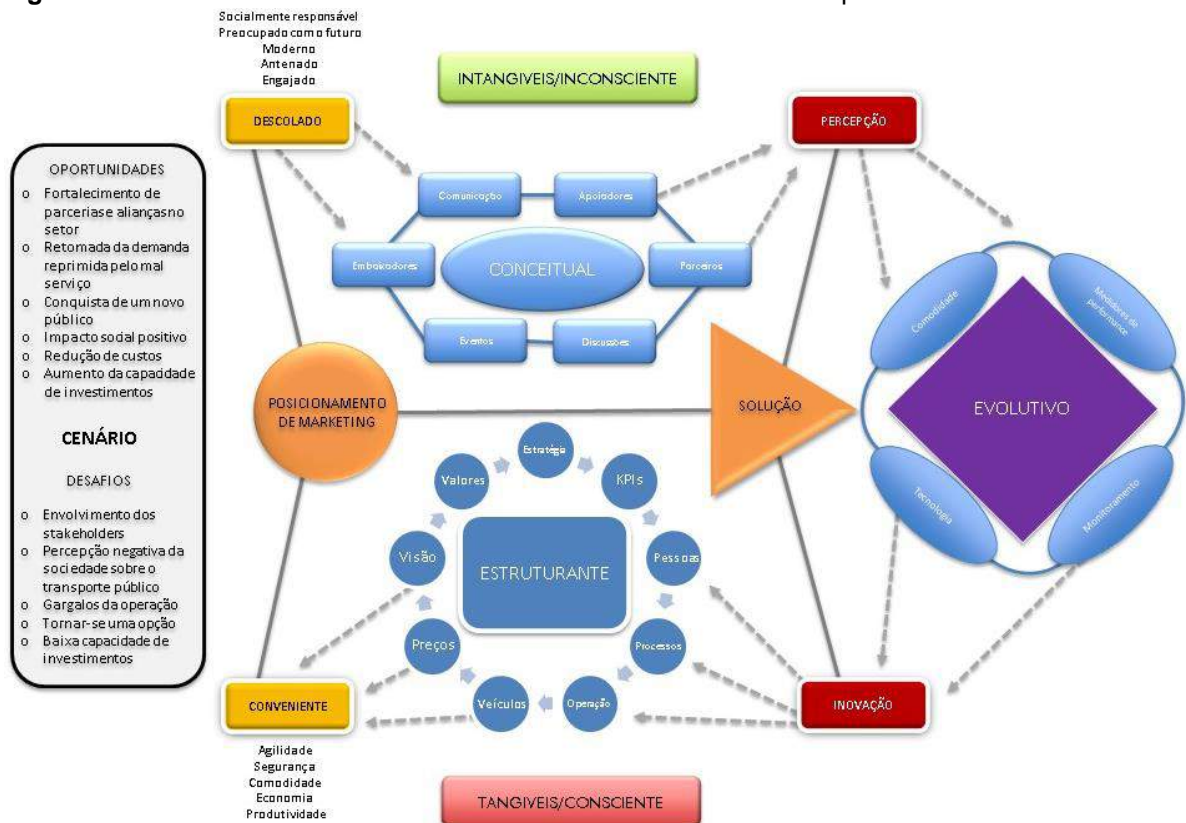 Socialmente responsável
Preocupado com o futuro
Moderno
Antenado
Engajado
INTANGIVEIS/INCONSCIENTE
DESCOLADO
PERCEPÇÃO
OPORTUNIDADES
o Fortalecimento de
parcerias e alianças no
setor
o Retomada da demanda
reprimida pelo mal
serviço
o Conquista de um novo
público
o Impacto social positivo
o Redução de custos
o Aumento da capacidade
de investimentos
CENÁRIO
DESAFIOS
o Envolvimento dos
stakeholders
o Percepção negativa da
sociedade sobre o
transporte público
o Gargalos da operação
o Tornar-se uma opção
o Baixa capacidade de
investimentos
Comunicação
Apoiadores
Embaixadores
CONCEITUAL
Parceiros
Eventos
Discussões
POSICIONAMENTO
DE MARKETING
SOLUÇÃO
Comodidade
Medidores de
performance
EVOLUTIVO
Tecnologia
Monitoramento
Estratégia
Valores
KPIs
Visão
ESTRUTURANTE
Pessoas
Preços
Processos
Veículos
Operação
CONVENIENTE
INOVAÇÃO
Agilidade
Segurança
Comodidade
Economia
Produtividade
TANGIVEIS/CONSCIENTE